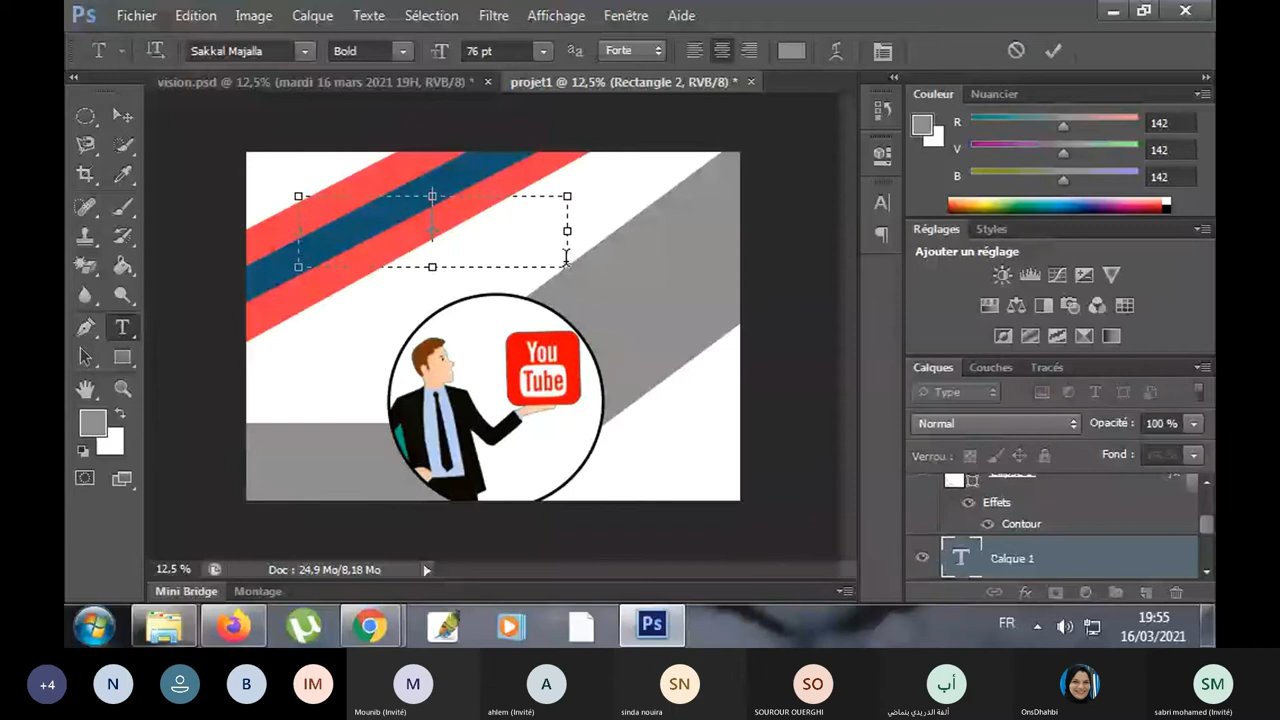 Ps Fichier Edition Image Calque Texte Sélection Filtre Affichage Fenêtre Aide
T Sakkal Majalla Bold 76 pt aa Forte
vision.psd @ 12,5% (mardi 16 mars 2021 19H, RVB/8) * × projet1 @ 12,5% (Rectangle 2, RVB/8) * ×
Couleur Nuancier
R 142
V 142
B 142
Réglages Styles
Ajouter un réglage
You
Tube
Calques Couches Tracés
Type
Normal Opacité : 100 %
Verrou : Fond :
Effets
Contour
T Calque 1
12,5 % Doc : 24,9 Mo/8,18 Mo
Mini Bridge Montage
Ps FR 19:55
16/03/2021
+4 N B IM M A SN SO أب SM
Mounib (Invité) ahlem (Invité) sinda nouira SOUROUR OUERGHI ألفة الدريدي بنماضي OnsDhahbi sabri mohamed (Invité)